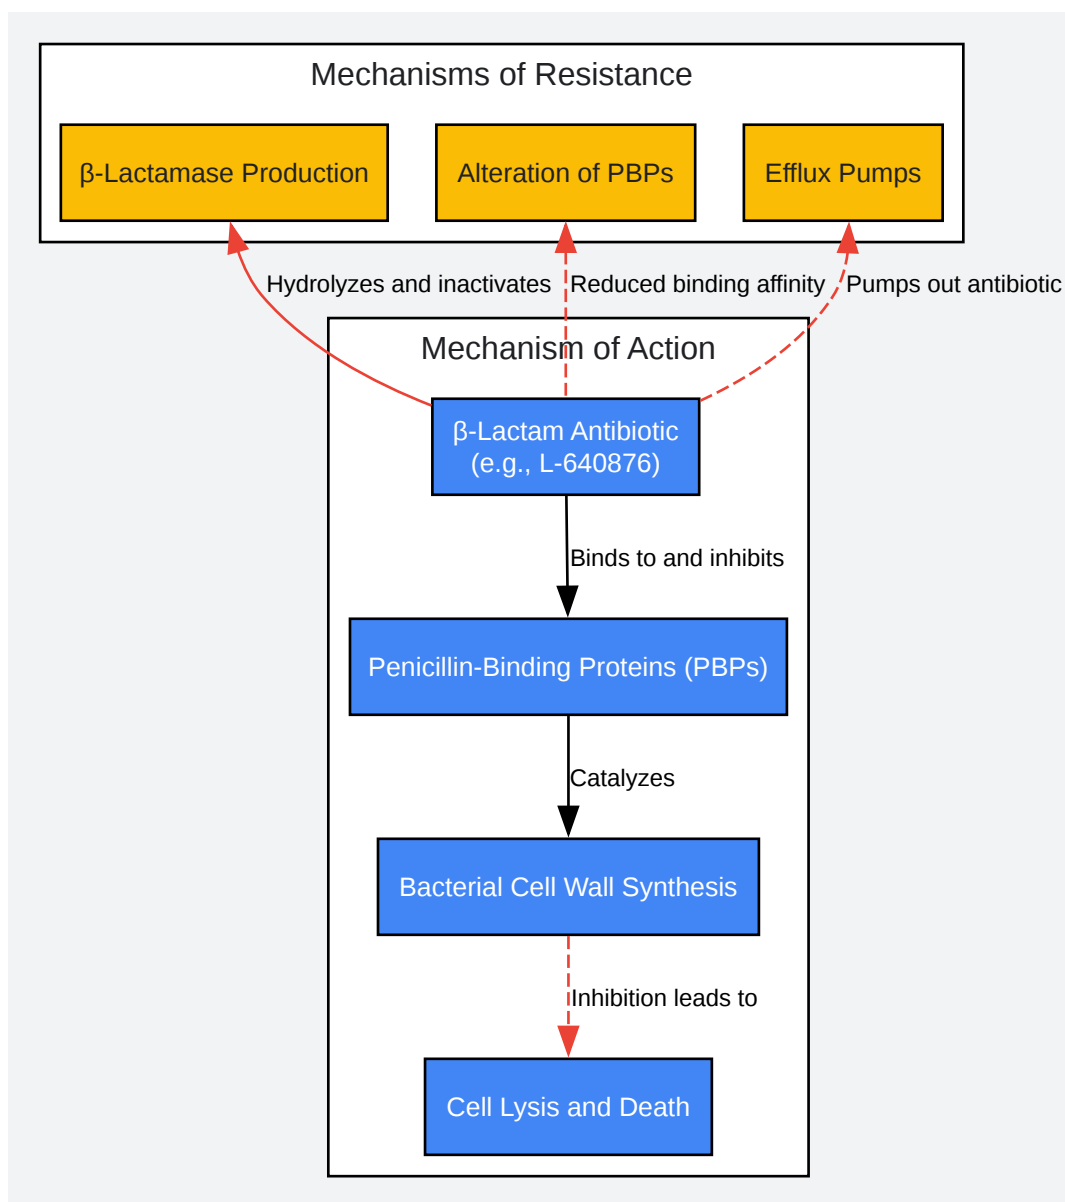 Mechanisms of Resistance
β-Lactamase Production
Alteration of PBPs
Efflux Pumps
Hydrolyzes and inactivates
Reduced binding affinity
Pumps out antibiotic
Mechanism of Action
β-Lactam Antibiotic
(e.g., L-640876)
Binds to and inhibits
Penicillin-Binding Proteins (PBPs)
Catalyzes
Bacterial Cell Wall Synthesis
Inhibition leads to
Cell Lysis and Death